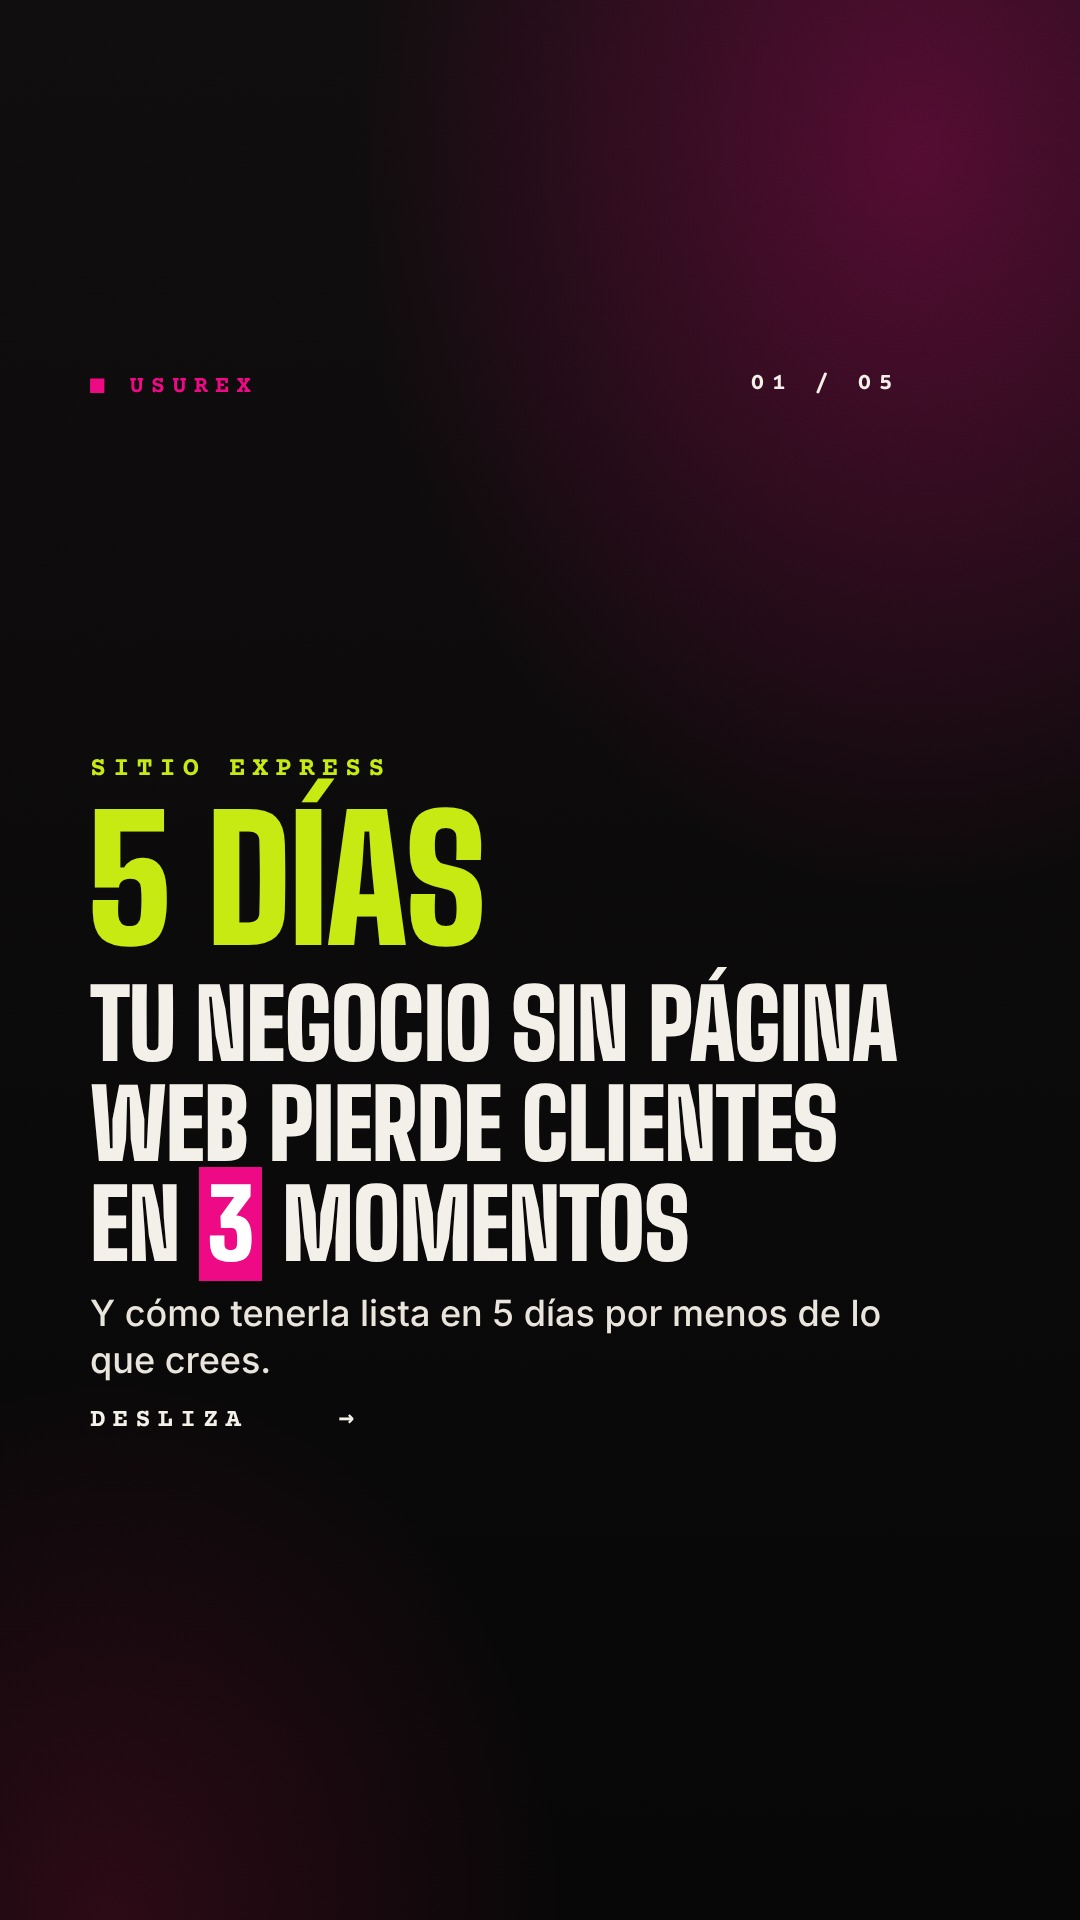 USUREX
01 / 05
SITIO EXPRESS
5 DÍAS
TU NEGOCIO SIN PÁGINA
WEB PIERDE CLIENTES
EN 3 MOMENTOS
Y cómo tenerla lista en 5 días por menos de lo
que crees.
DESLIZA →